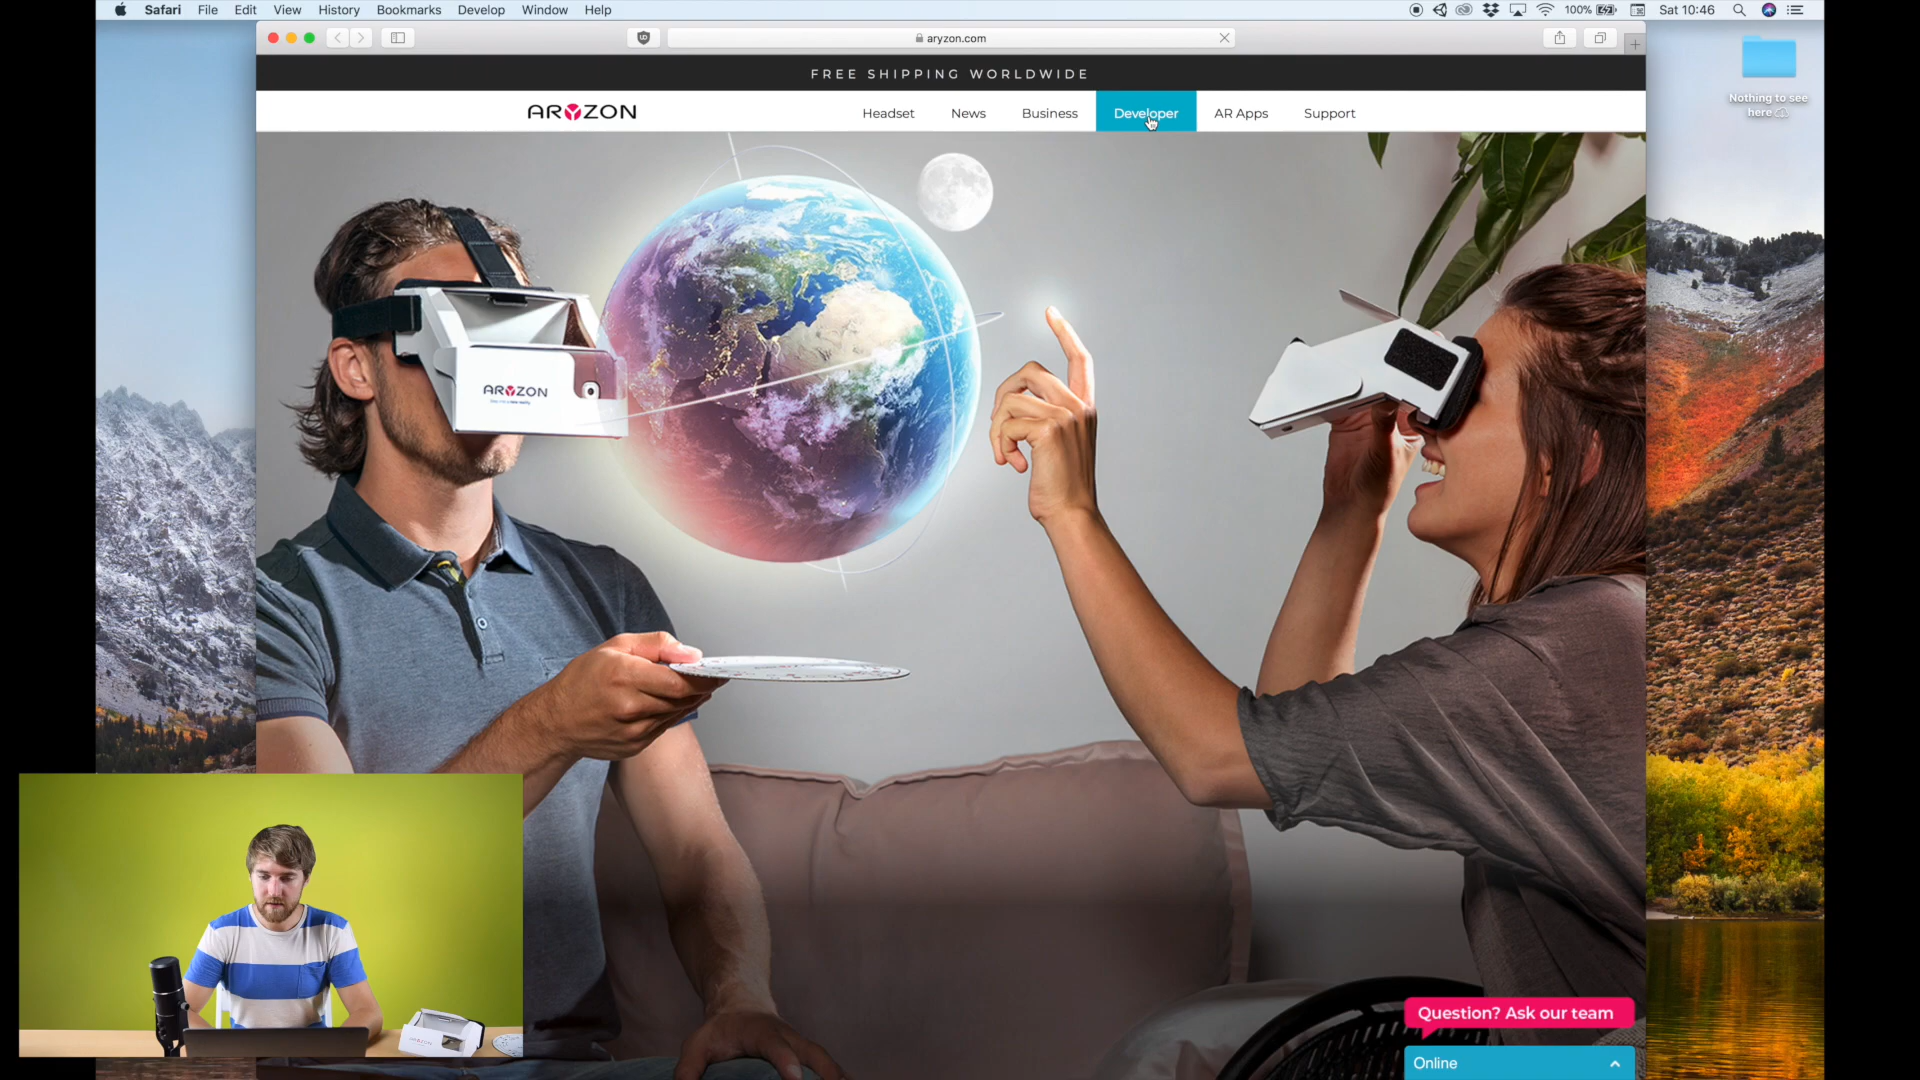 Safari File Edit View History Bookmarks Develop Window Help
100% Sat 10:46
aryzon.com
Nothing to see
here
FREE SHIPPING WORLDWIDE
ARYZON Headset News Business Developer AR Apps Support
ARYZON
Question? Ask our team
Online